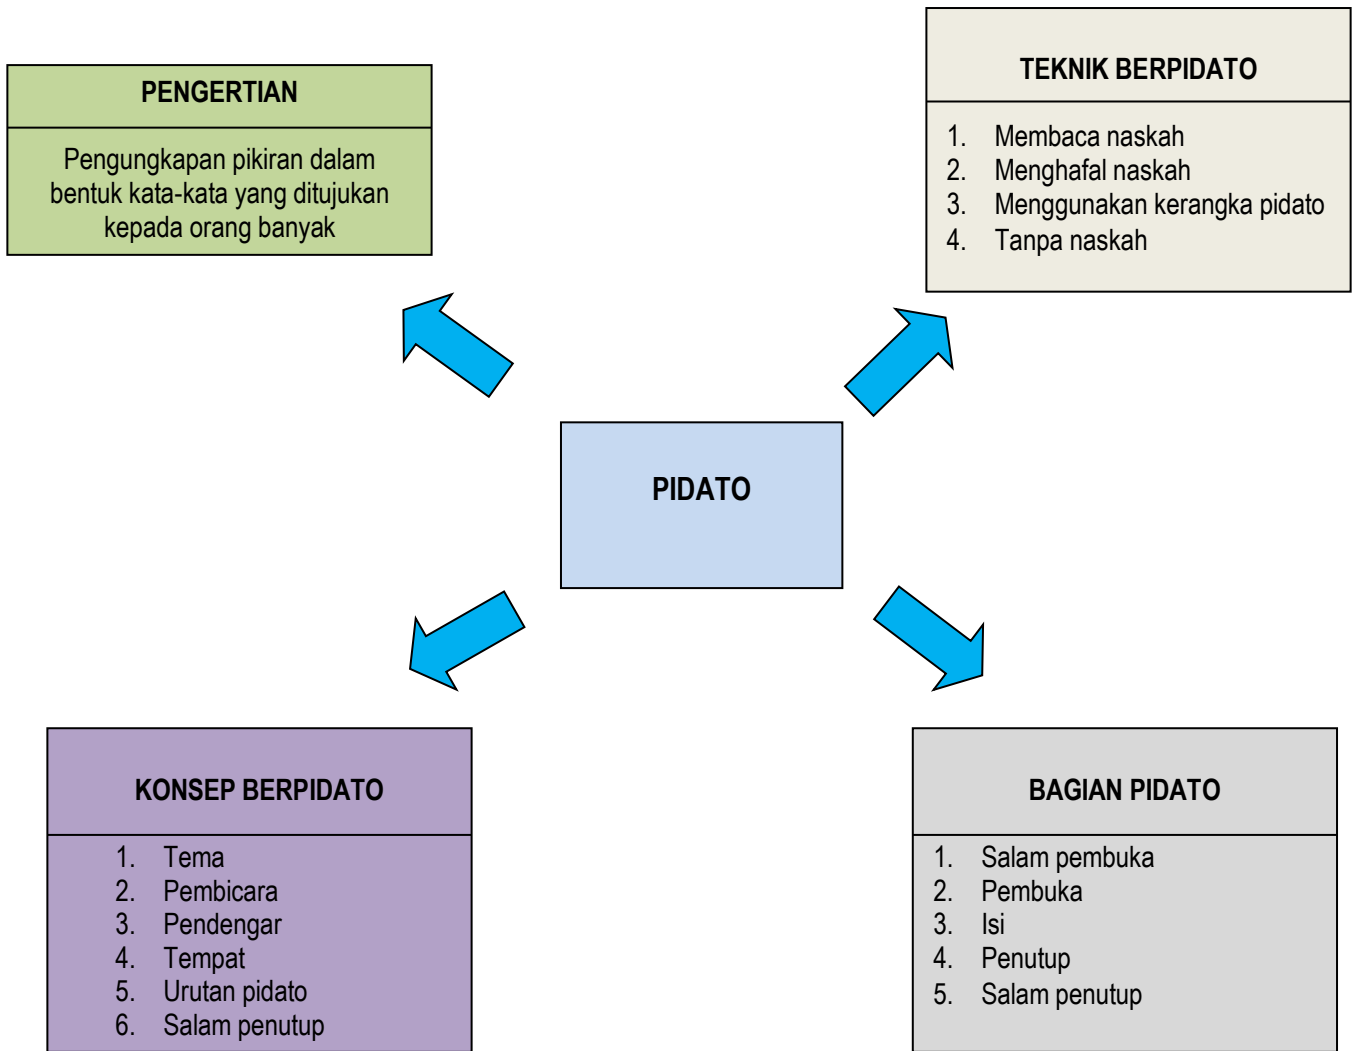 PENGERTIAN
Pengungkapan pikiran dalam
bentuk kata-kata yang ditujukan
kepada orang banyak
TEKNIK BERPIDATO
1. Membaca naskah
2. Menghafal naskah
3. Menggunakan kerangka pidato
4. Tanpa naskah
PIDATO
KONSEP BERPIDATO
1. Tema
2. Pembicara
3. Pendengar
4. Tempat
5. Urutan pidato
6. Salam penutup
BAGIAN PIDATO
1. Salam pembuka
2. Pembuka
3. Isi
4. Penutup
5. Salam penutup